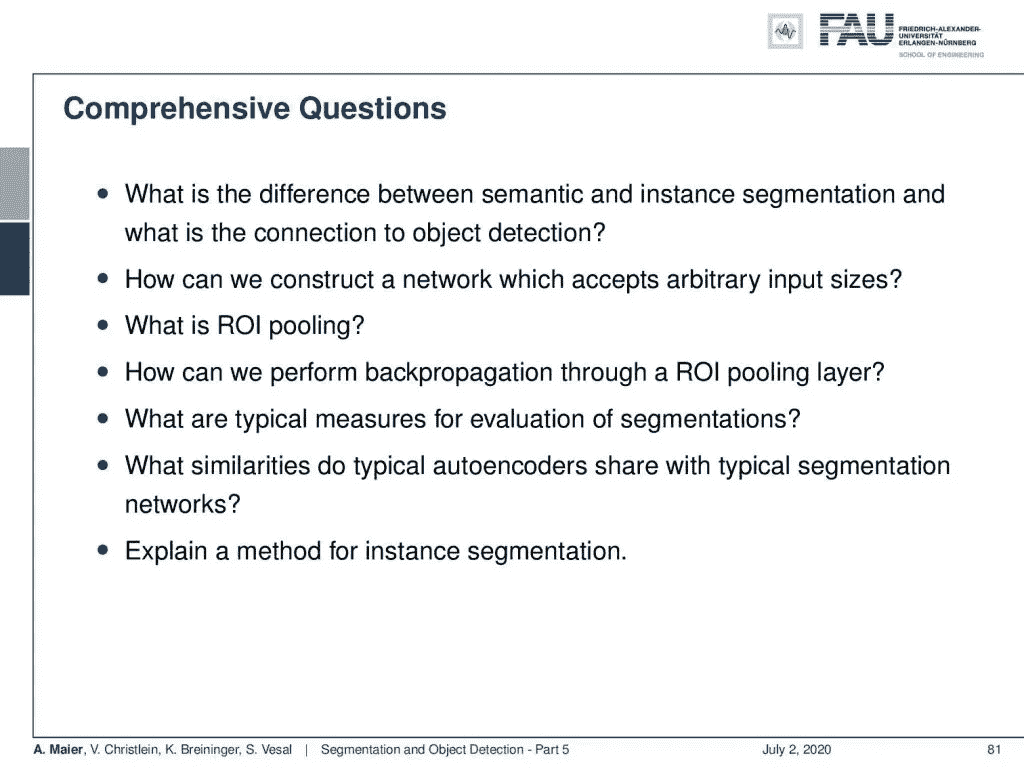 FAU
FRIEDRICH-ALEXANDER-
UNIVERSITÄT
ERLANGEN-NÜRNBERG
SCHOOL OF ENGINEERING
Comprehensive Questions
• What is the difference between semantic and instance segmentation and
what is the connection to object detection?
• How can we construct a network which accepts arbitrary input sizes?
• What is ROI pooling?
• How can we perform backpropagation through a ROI pooling layer?
• What are typical measures for evaluation of segmentations?
• What similarities do typical autoencoders share with typical segmentation
networks?
• Explain a method for instance segmentation.
A. Maier, V. Christlein, K. Breininger, S. Vesal | Segmentation and Object Detection - Part 5 July 2, 2020 81